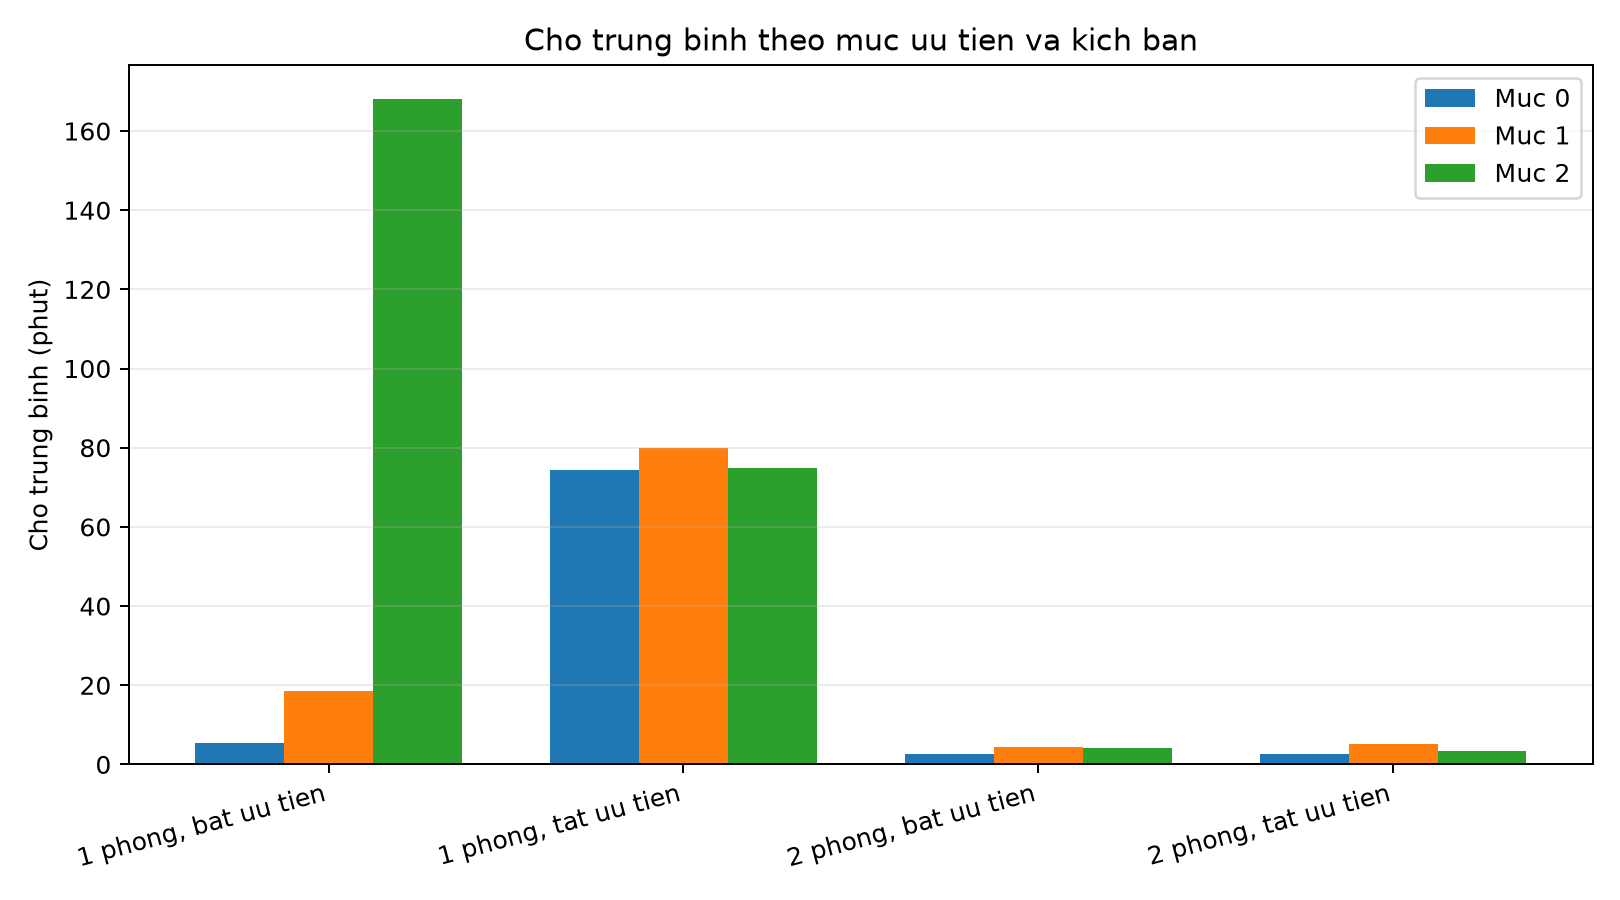 Cho trung binh theo muc uu tien va kich ban
Muc 0
Muc 1
Muc 2
Cho trung binh (phut)
160
140
120
100
80
60
40
20
0
1 phong, bat uu tien
1 phong, tat uu tien
2 phong, bat uu tien
2 phong, tat uu tien